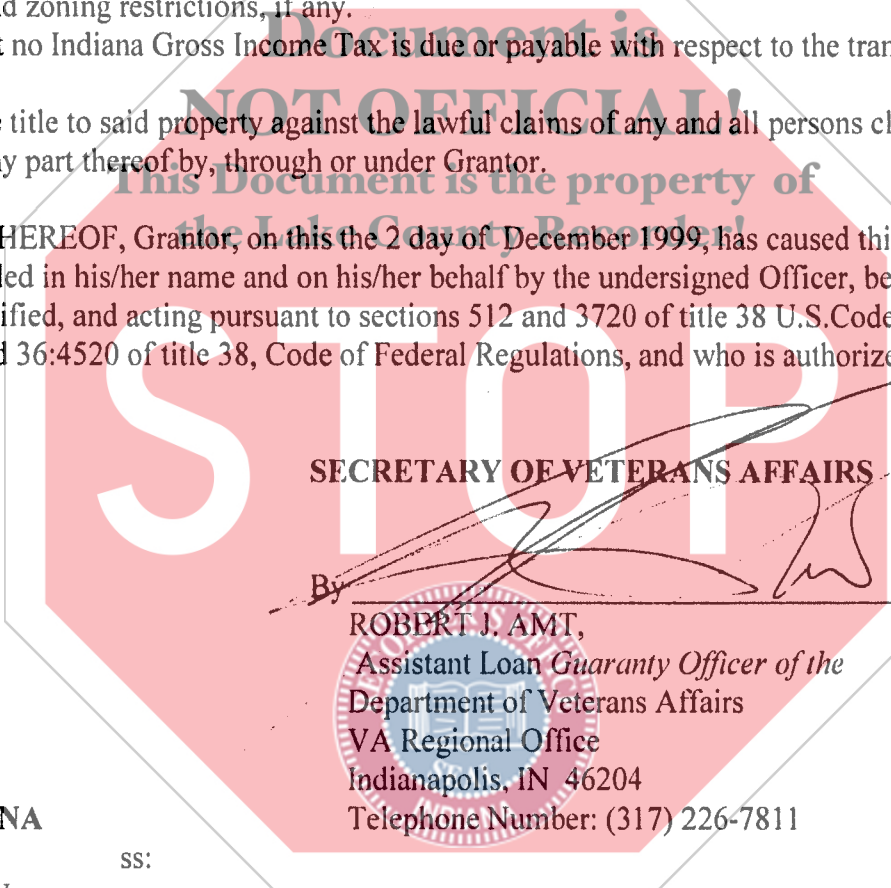 d zoning restrictions, if any.
Document is
t no Indiana Gross Income Tax is due or payable with respect to the tran
NOT OFFICIAL!
e title to said property against the lawful claims of any and all persons cl
ny part thereof by, through or under Grantor.
This Document is the property of
the Lake County Recorder!
HEREOF, Grantor, on this the 2 day of December 1999, has caused thi
led in his/her name and on his/her behalf by the undersigned Officer, be
ified, and acting pursuant to sections 512 and 3720 of title 38 U.S.Code
d 36:4520 of title 38, Code of Federal Regulations, and who is authorize
STOP
SECRETARY OF VETERANS AFFAIRS
By
ROBERT J. AMT,
Assistant Loan Guaranty Officer of the
Department of Veterans Affairs
VA Regional Office
Indianapolis, IN 46204
Telephone Number: (317) 226-7811
SEAL
INDIANA
NA
ss: